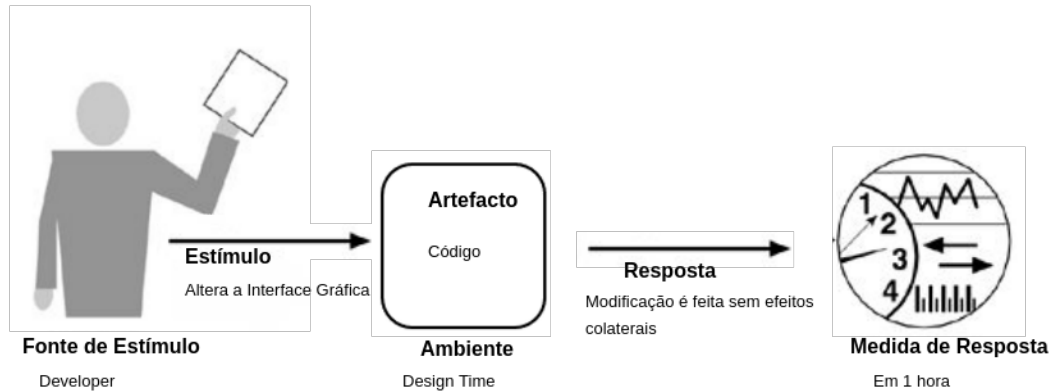 Artefacto
Código
Estímulo
Altera a Interface Gráfica
Resposta
Modificação é feita sem efeitos
colaterais
1
2
3
4
Fonte de Estímulo
Developer
Ambiente
Design Time
Medida de Resposta
Em 1 hora